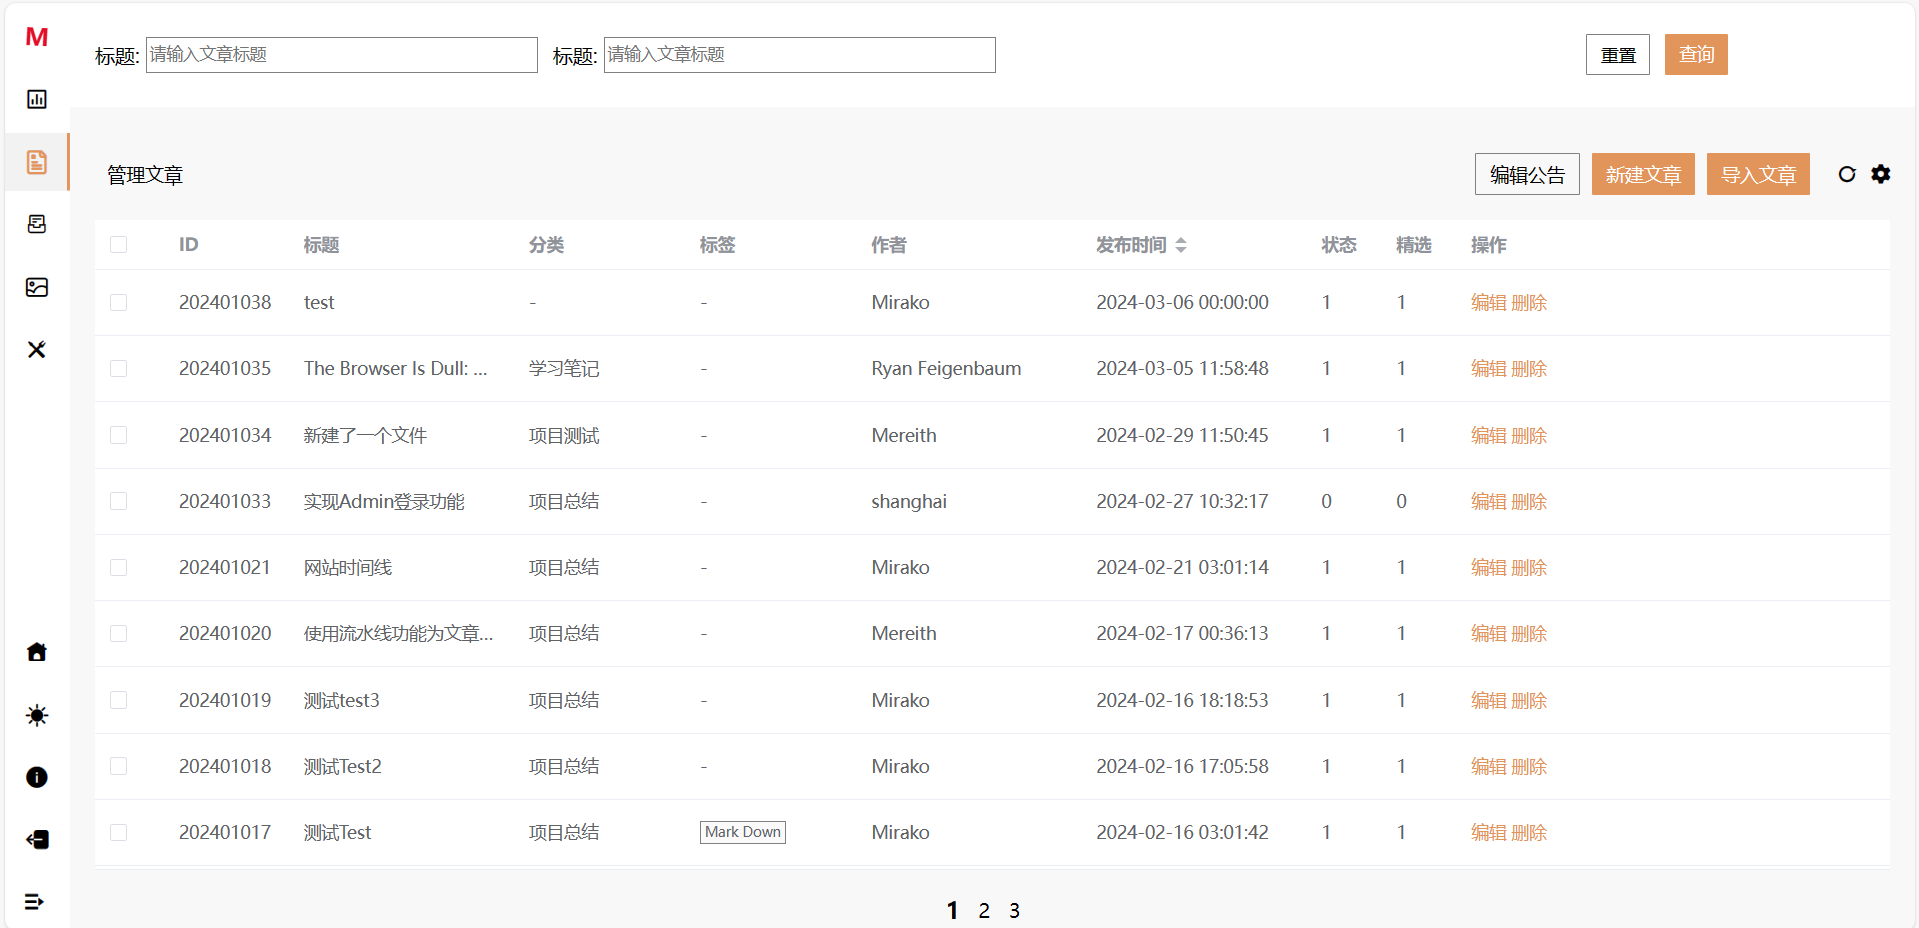 M
标题: 请输入文章标题 标题: 请输入文章标题 重置 查询
管理文章 编辑公告 新建文章 导入文章
ID 标题 分类 标签 作者 发布时间 状态 精选 操作
202401038 test - - Mirako 2024-03-06 00:00:00 1 1 编辑 删除
202401035 The Browser Is Dull: ... 学习笔记 - Ryan Feigenbaum 2024-03-05 11:58:48 1 1 编辑 删除
202401034 新建了一个文件 项目测试 - Mereith 2024-02-29 11:50:45 1 1 编辑 删除
202401033 实现Admin登录功能 项目总结 - shanghai 2024-02-27 10:32:17 0 0 编辑 删除
202401021 网站时间线 项目总结 - Mirako 2024-02-21 03:01:14 1 1 编辑 删除
202401020 使用流水线功能为文章... 项目总结 - Mereith 2024-02-17 00:36:13 1 1 编辑 删除
202401019 测试test3 项目总结 - Mirako 2024-02-16 18:18:53 1 1 编辑 删除
202401018 测试Test2 项目总结 - Mirako 2024-02-16 17:05:58 1 1 编辑 删除
202401017 测试Test 项目总结 Mark Down Mirako 2024-02-16 03:01:42 1 1 编辑 删除
1 2 3